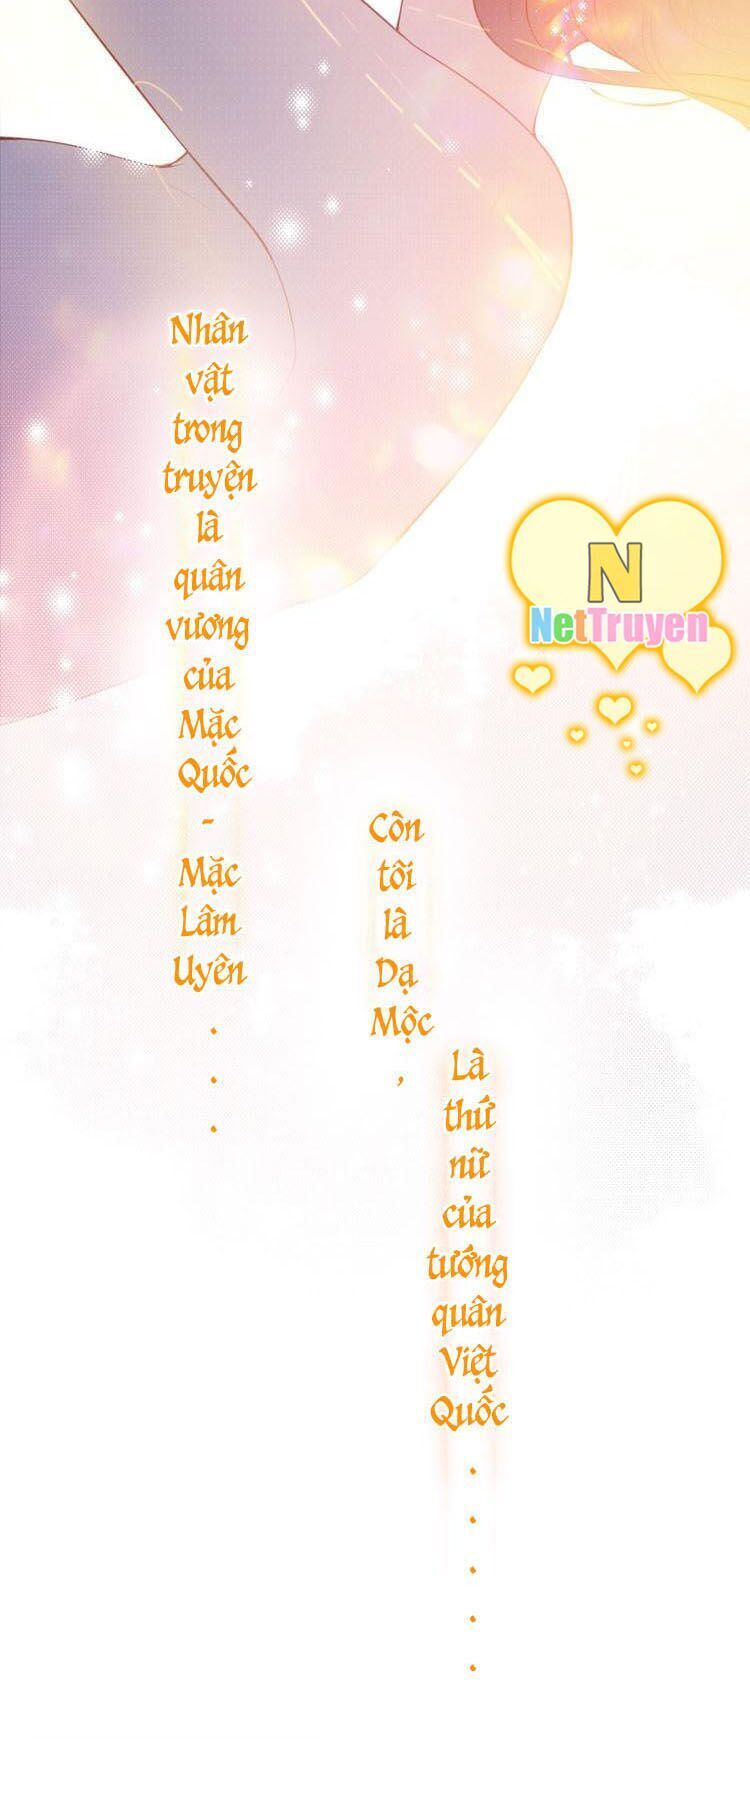 Nhân
vật
trong
truyện
là
quân
vương
của
Mặc
Quốc
-
Mặc
Lâm
Uyên
.
.
.
N
NetTruyen
Còn
tôi
là
Dạ
Mộc
,
Là
thứ
nữ
của
tướng
quân
Việt
Quốc
.
.
.
.
.